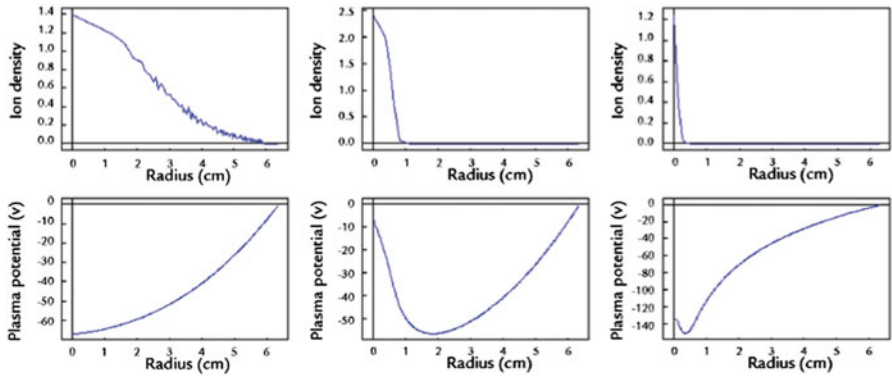 Ion density
1.4
1.2
1.0
0.8
0.6
0.4
0.2
0.0
0 1 2 3 4 5 6
Radius (cm)
Ion density
2.5
2.0
1.5
1.0
0.5
0.0
0 1 2 3 4 5 6
Radius (cm)
Ion density
1.2
1.0
0.8
0.6
0.4
0.2
0.0
0 1 2 3 4 5 6
Radius (cm)
Plasma potential (v)
0
-10
-20
-30
-40
-50
-60
0 1 2 3 4 5 6
Radius (cm)
Plasma potential (v)
0
-10
-20
-30
-40
-50
0 1 2 3 4 5 6
Radius (cm)
Plasma potential (v)
0
-20
-40
-60
-80
-100
-120
-140
0 1 2 3 4 5 6
Radius (cm)